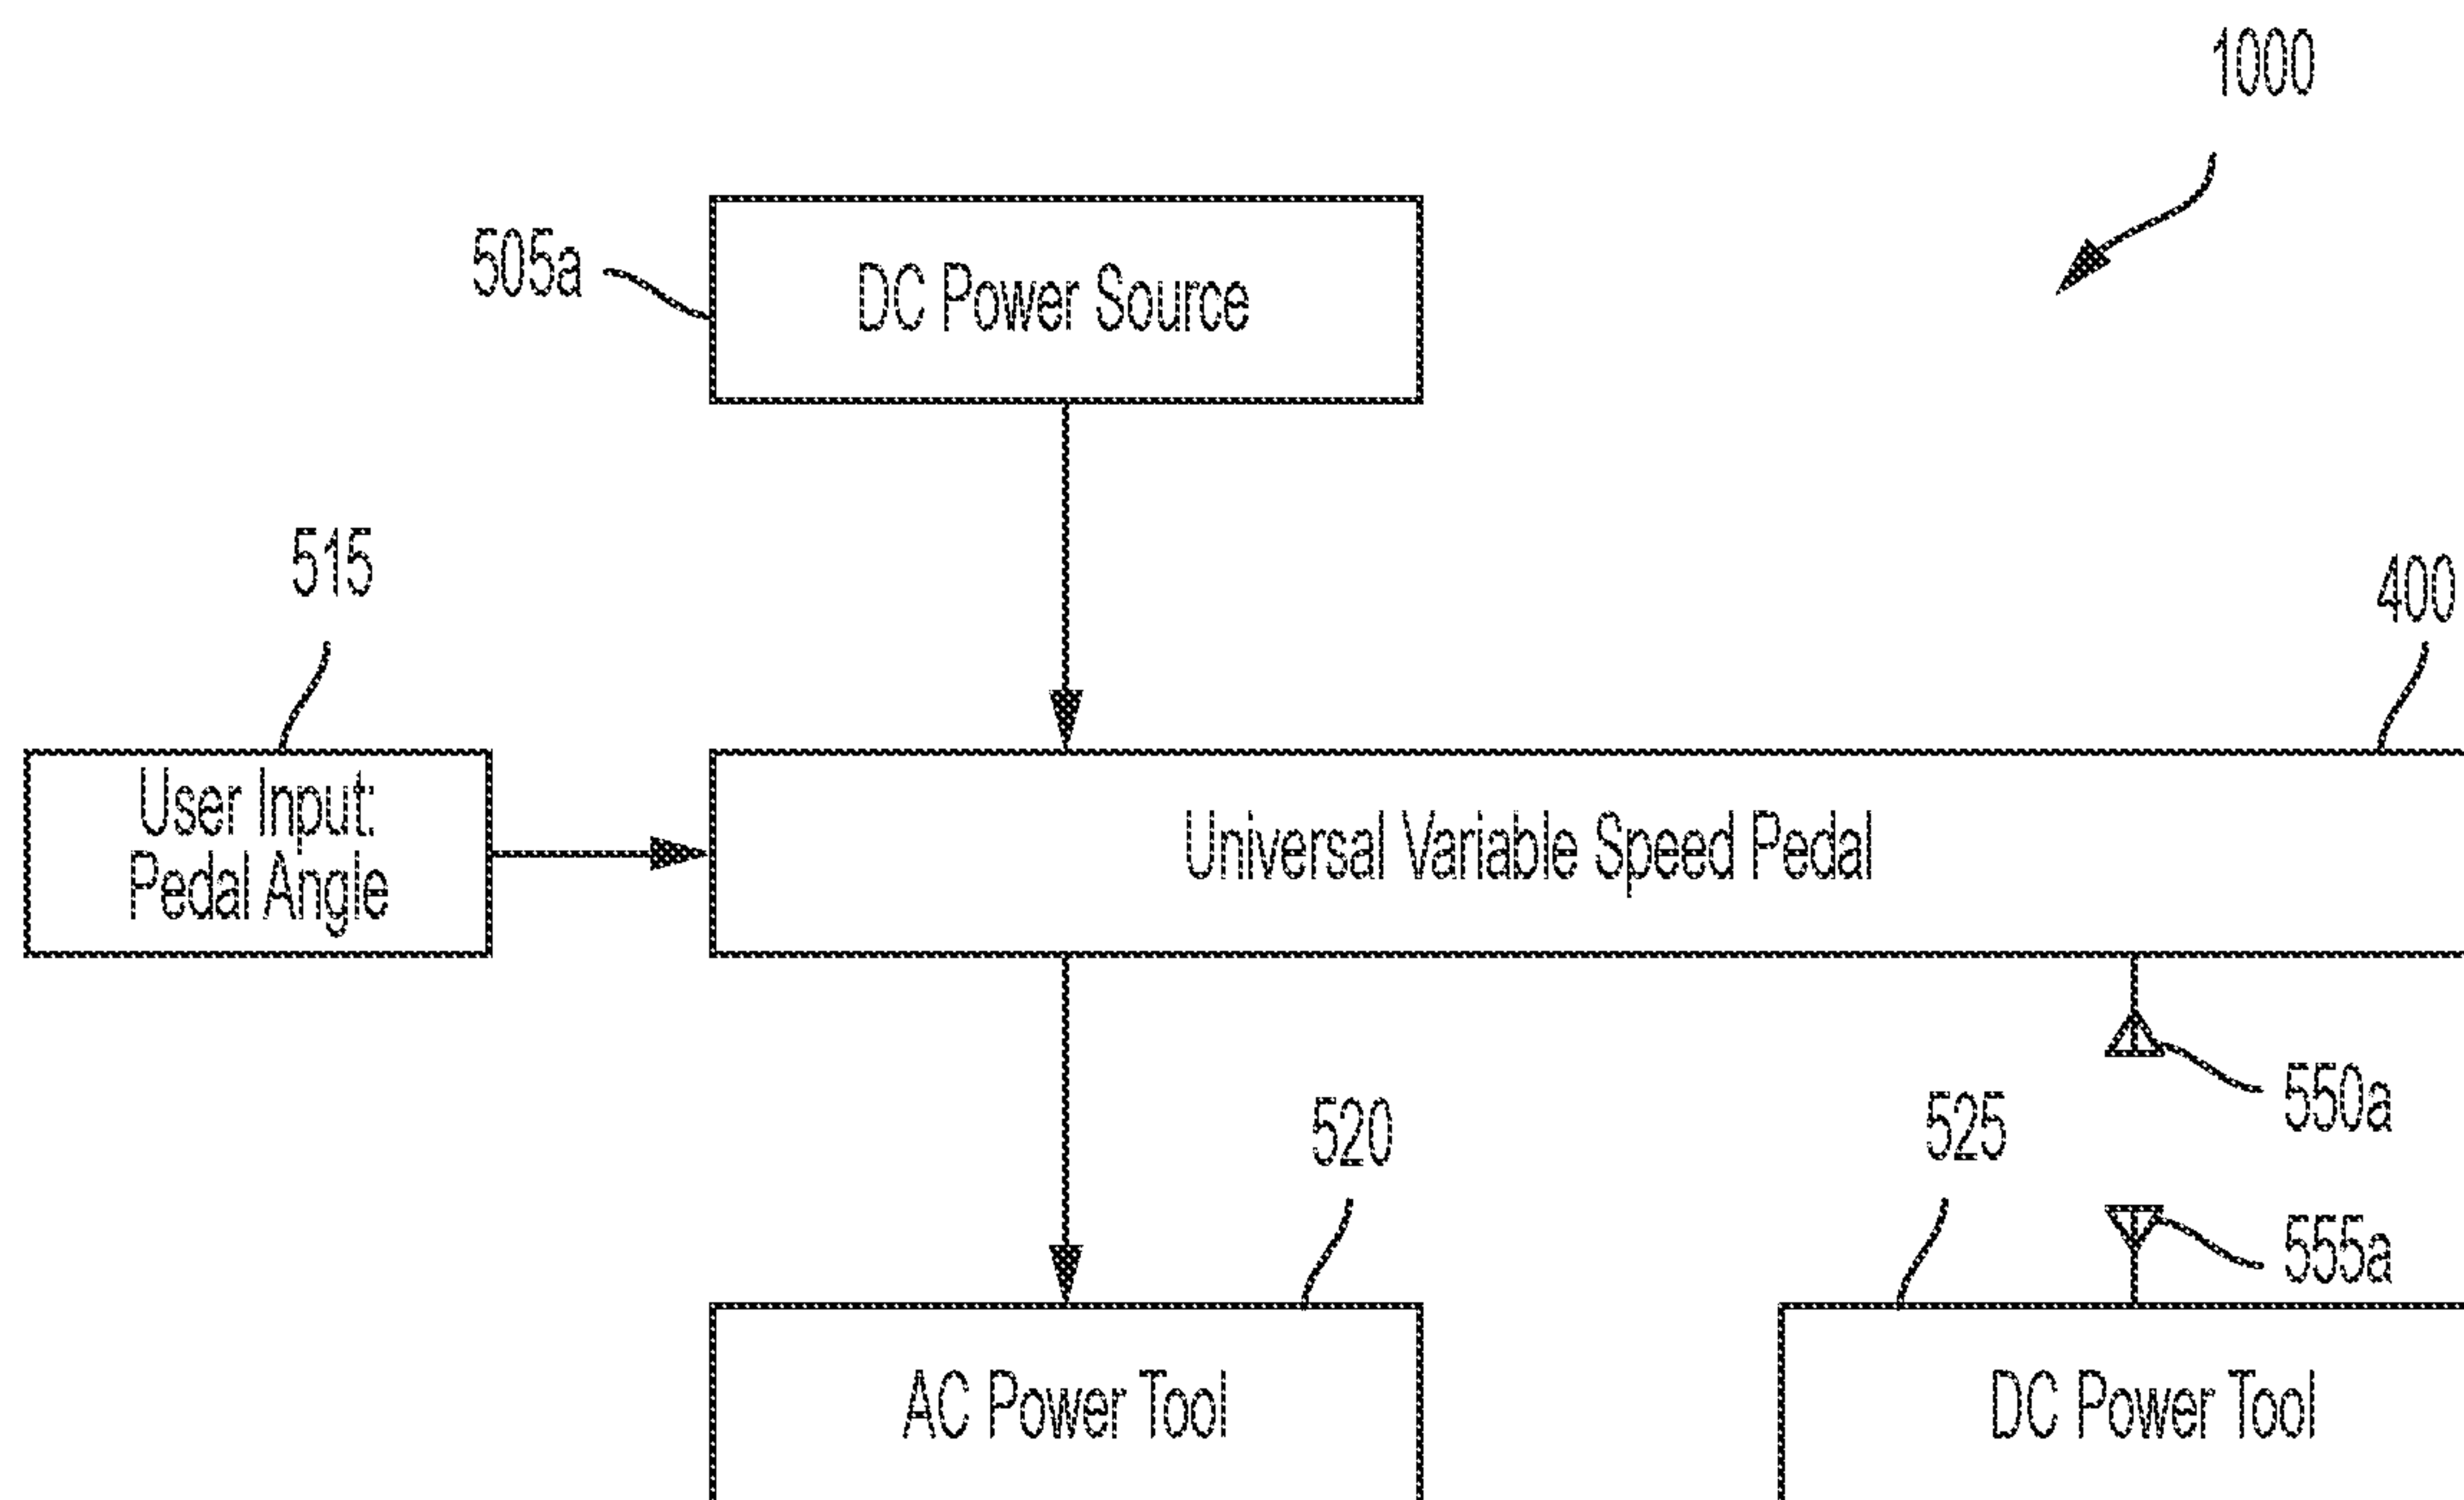 1000
505a
DC Power Source
515
400
User Input:
Pedal Angle
Universal Variable Speed Pedal
550a
520
525
555a
AC Power Tool
DC Power Tool